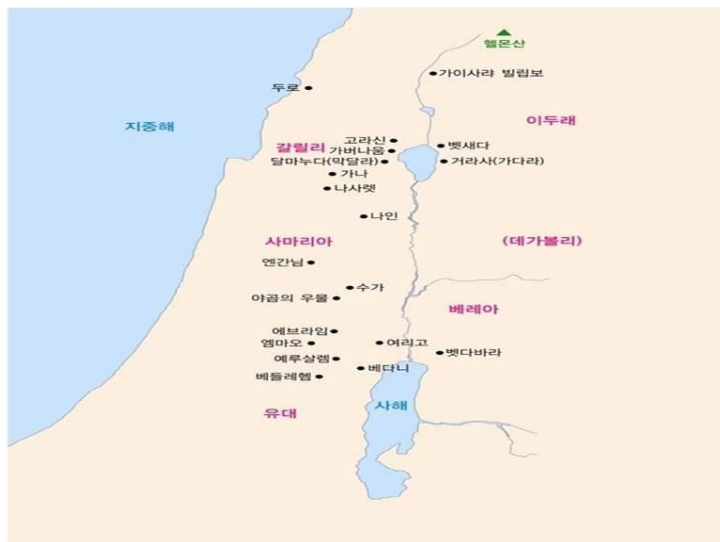 헬몬산
가이사랴 빌립보
두로
지중해
이두래
고라신
갈릴리
가버나움
벳새다
달마누다(막달라)
거라사(가다라)
가나
나사렛
나인
사마리아
(데가볼리)
엔간님
수가
야곱의 우물
베레아
에브라임
엠마오
여리고
벳다바라
예루살렘
베다니
베들레헴
유대
사해